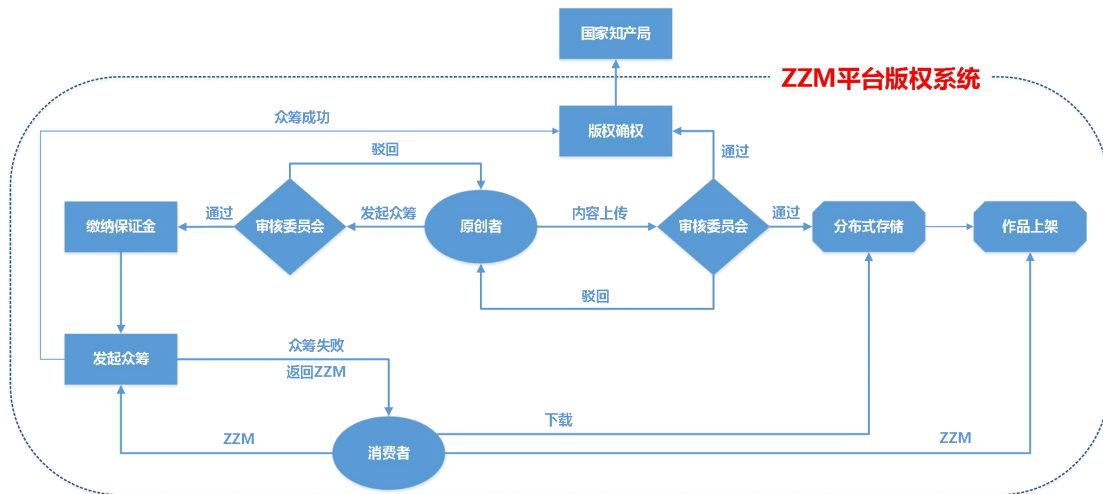 国家知产局
ZZM平台版权系统
众筹成功
版权确权
驳回
通过
缴纳保证金
通过
审核委员会
发起众筹
原创者
内容上传
审核委员会
通过
分布式存储
作品上架
驳回
发起众筹
众筹失败
返回ZZM
下载
ZZM
消费者
ZZM